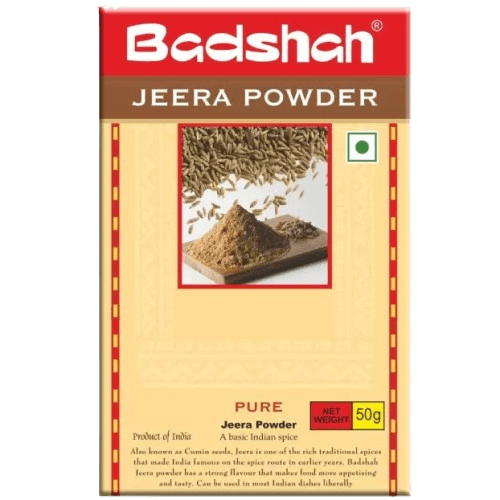 Badshah®
JEERA POWDER
PURE
Jeera Powder
A basic Indian spice
Product of India
NET
WEIGHT
50g
Also known as Cumin seeds, Jeera is one of the rich traditional spices
that made India famous on the spice route in earlier years. Badshah
Jeera powder has a strong flavour that makes food more appetising
and tasty. Can be used in most Indian dishes liberally